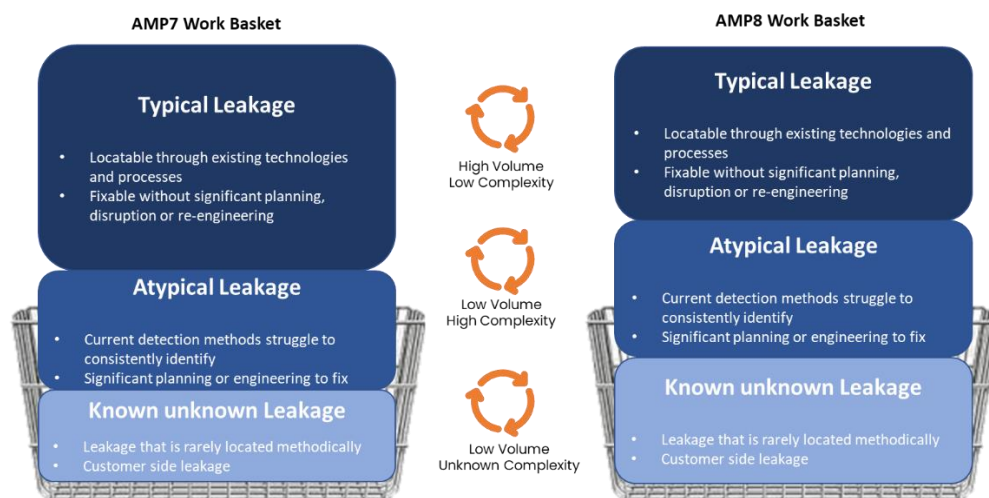 AMP7 Work Basket
Typical Leakage
• Locatable through existing technologies
and processes
• Fixable without significant planning,
disruption or re-engineering
Atypical Leakage
• Current detection methods struggle to
consistently identify
• Significant planning or engineering to fix
Known unknown Leakage
• Leakage that is rarely located methodically
• Customer side leakage
High Volume
Low Complexity
Low Volume
High Complexity
Low Volume
Unknown Complexity
AMP8 Work Basket
Typical Leakage
• Locatable through existing technologies and
processes
• Fixable without significant planning,
disruption or re-engineering
Atypical Leakage
• Current detection methods struggle to
consistently identify
• Significant planning or engineering to fix
Known unknown Leakage
• Leakage that is rarely located methodically
• Customer side leakage